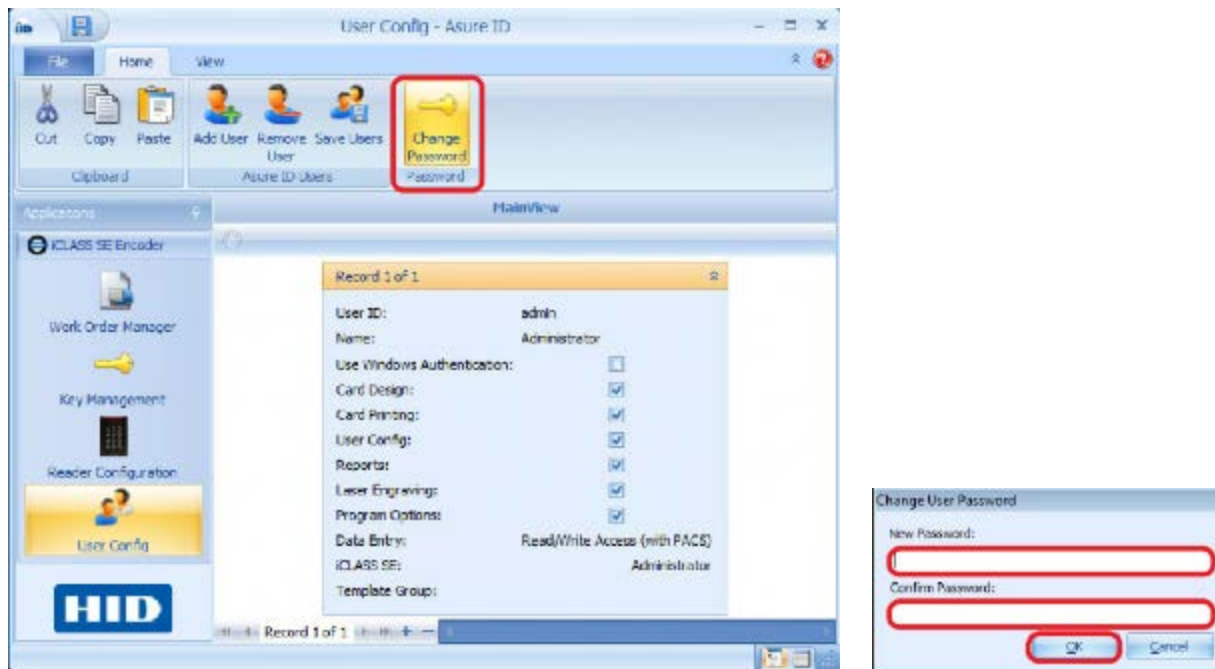 User Config - Asure ID
File Home View
Cut Copy Paste Add User Remove User Save Users Change Password
Clipboard Asure ID Users Password
Applications
MainView
iCLASS SE Encoder
Work Order Manager
Key Management
Reader Configuration
User Config
HID
Record 1 of 1
User ID: admin
Name: Administrator
Use Windows Authentication:
Card Design:
Card Printing:
User Config:
Reports:
Laser Engraving:
Program Options:
Data Entry: Read/Write Access (with PACS)
iCLASS SE: Administrator
Template Group:
Record 1 of 1
Change User Password
New Password:
Confirm Password:
OK Cancel